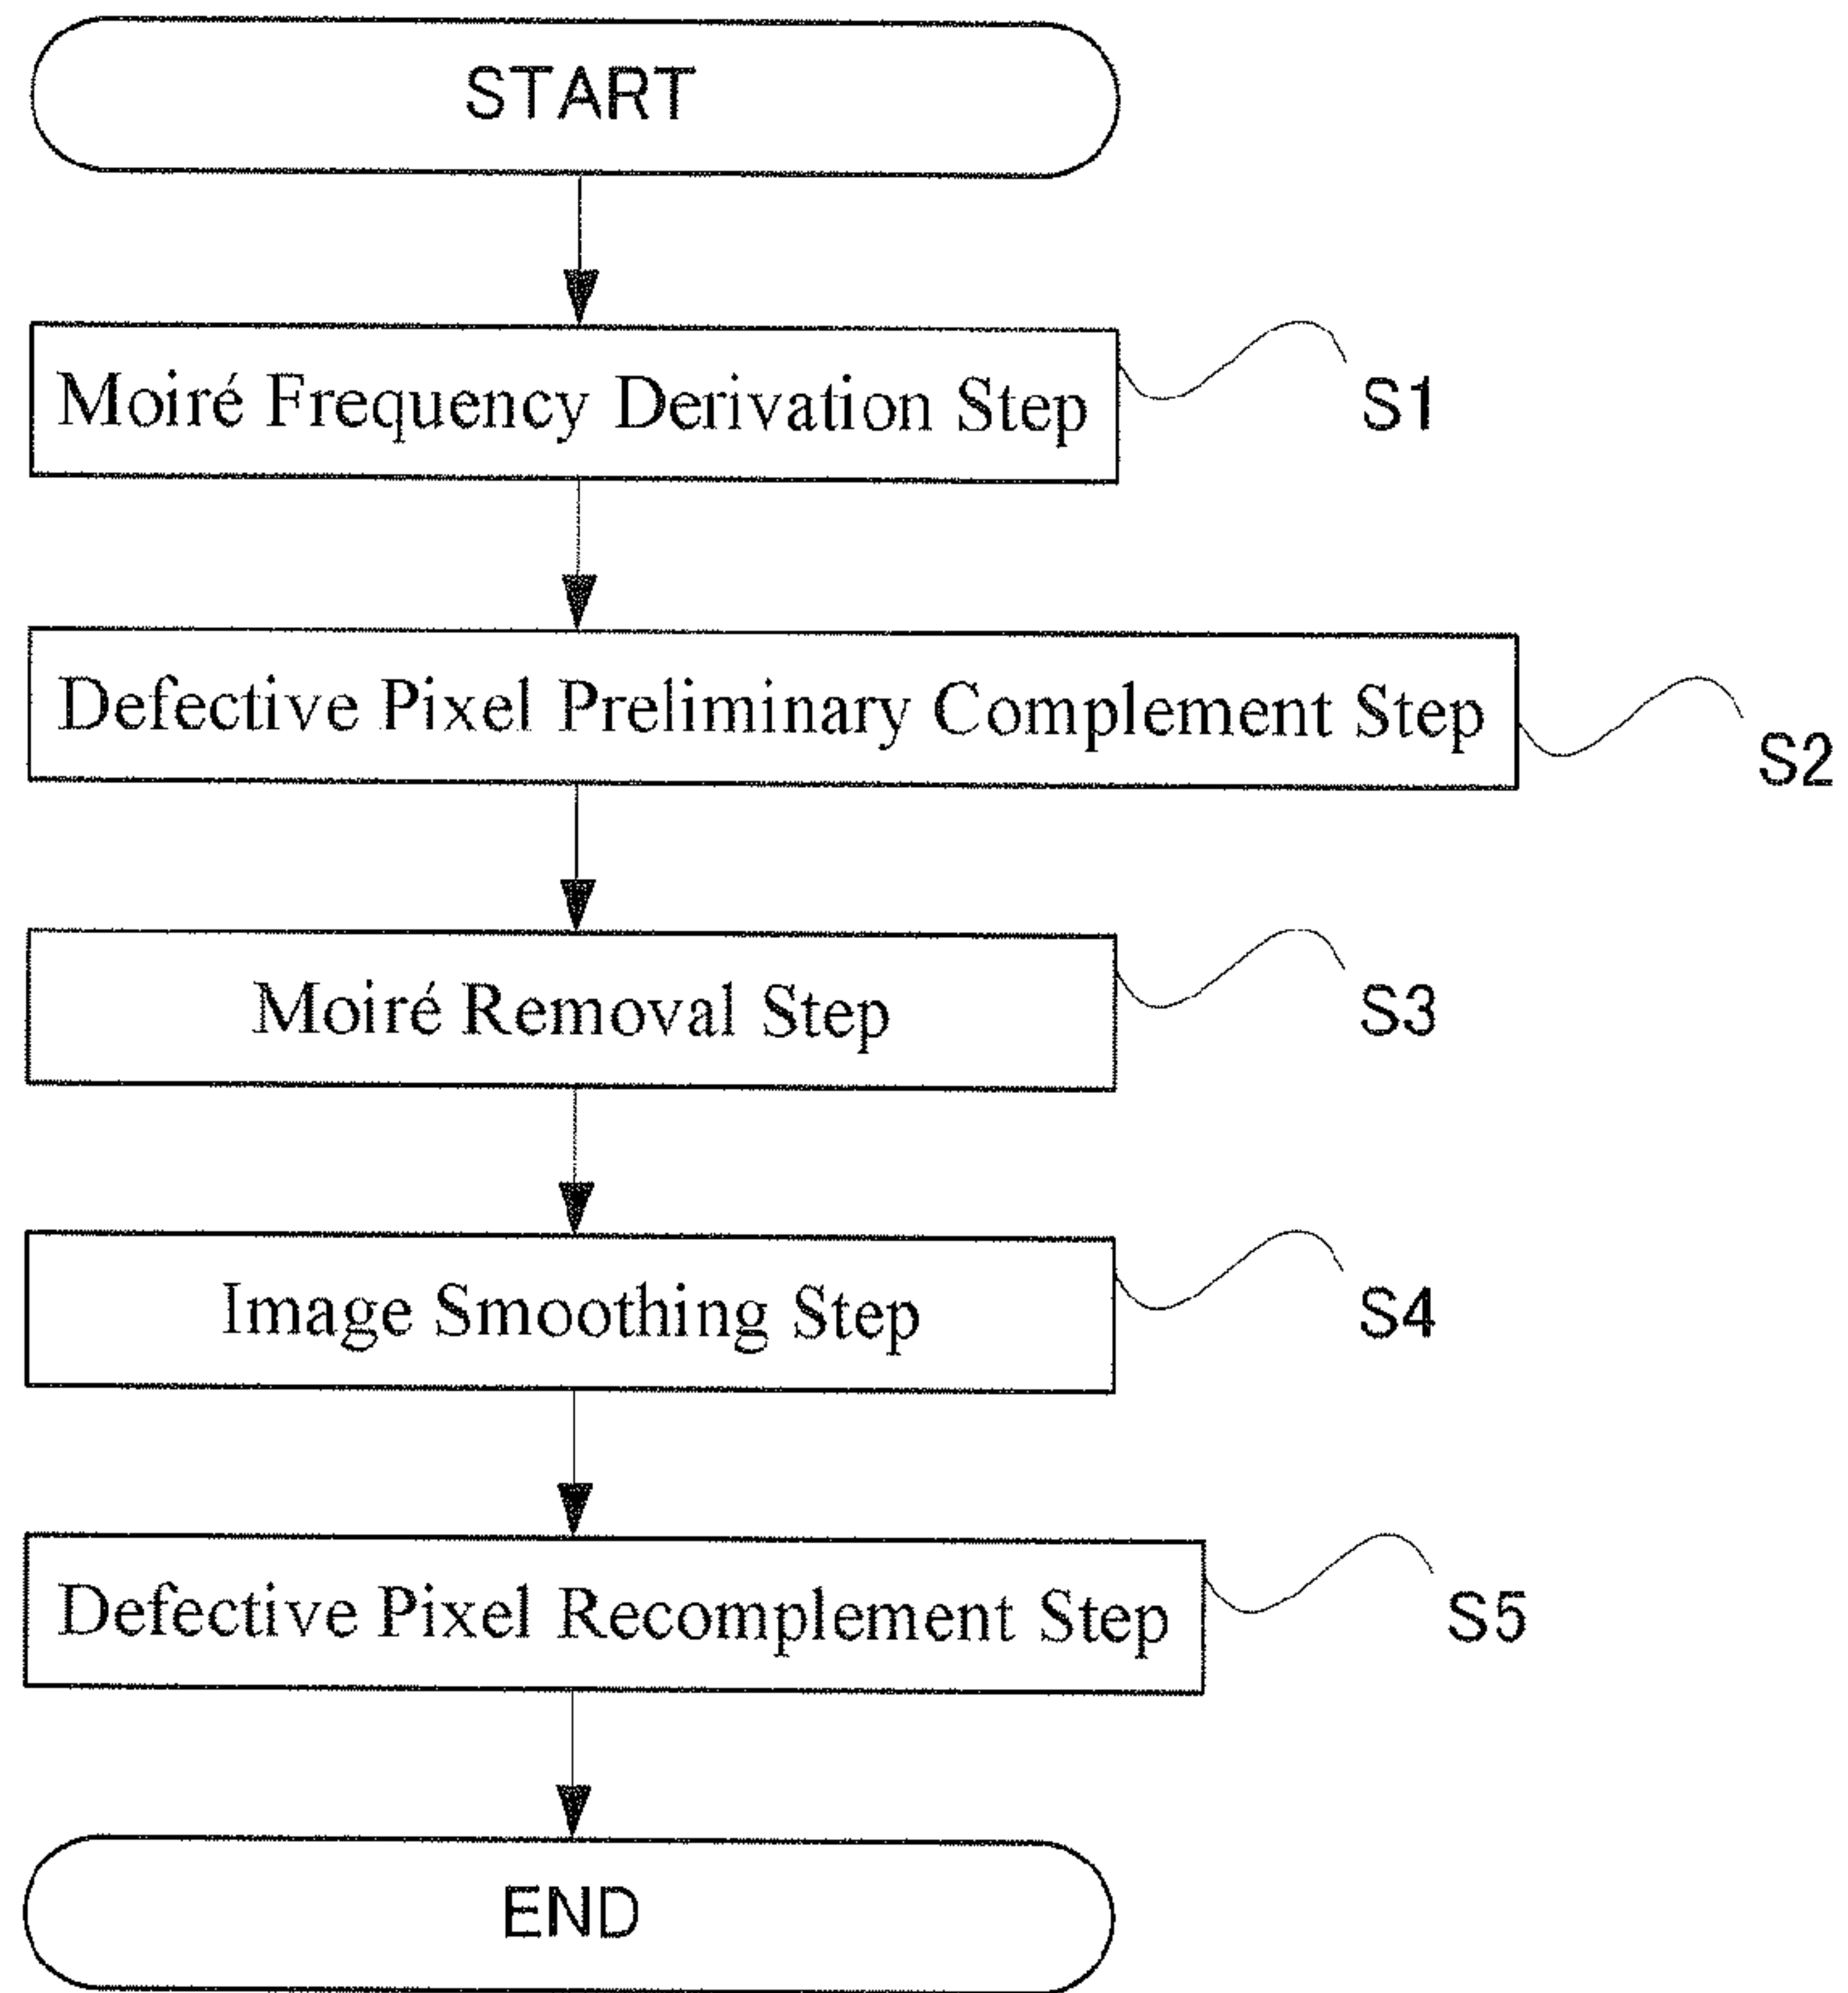 START
Moiré Frequency Derivation Step
S1
Defective Pixel Preliminary Complement Step
S2
Moiré Removal Step
S3
Image Smoothing Step
S4
Defective Pixel Recomplement Step
S5
END